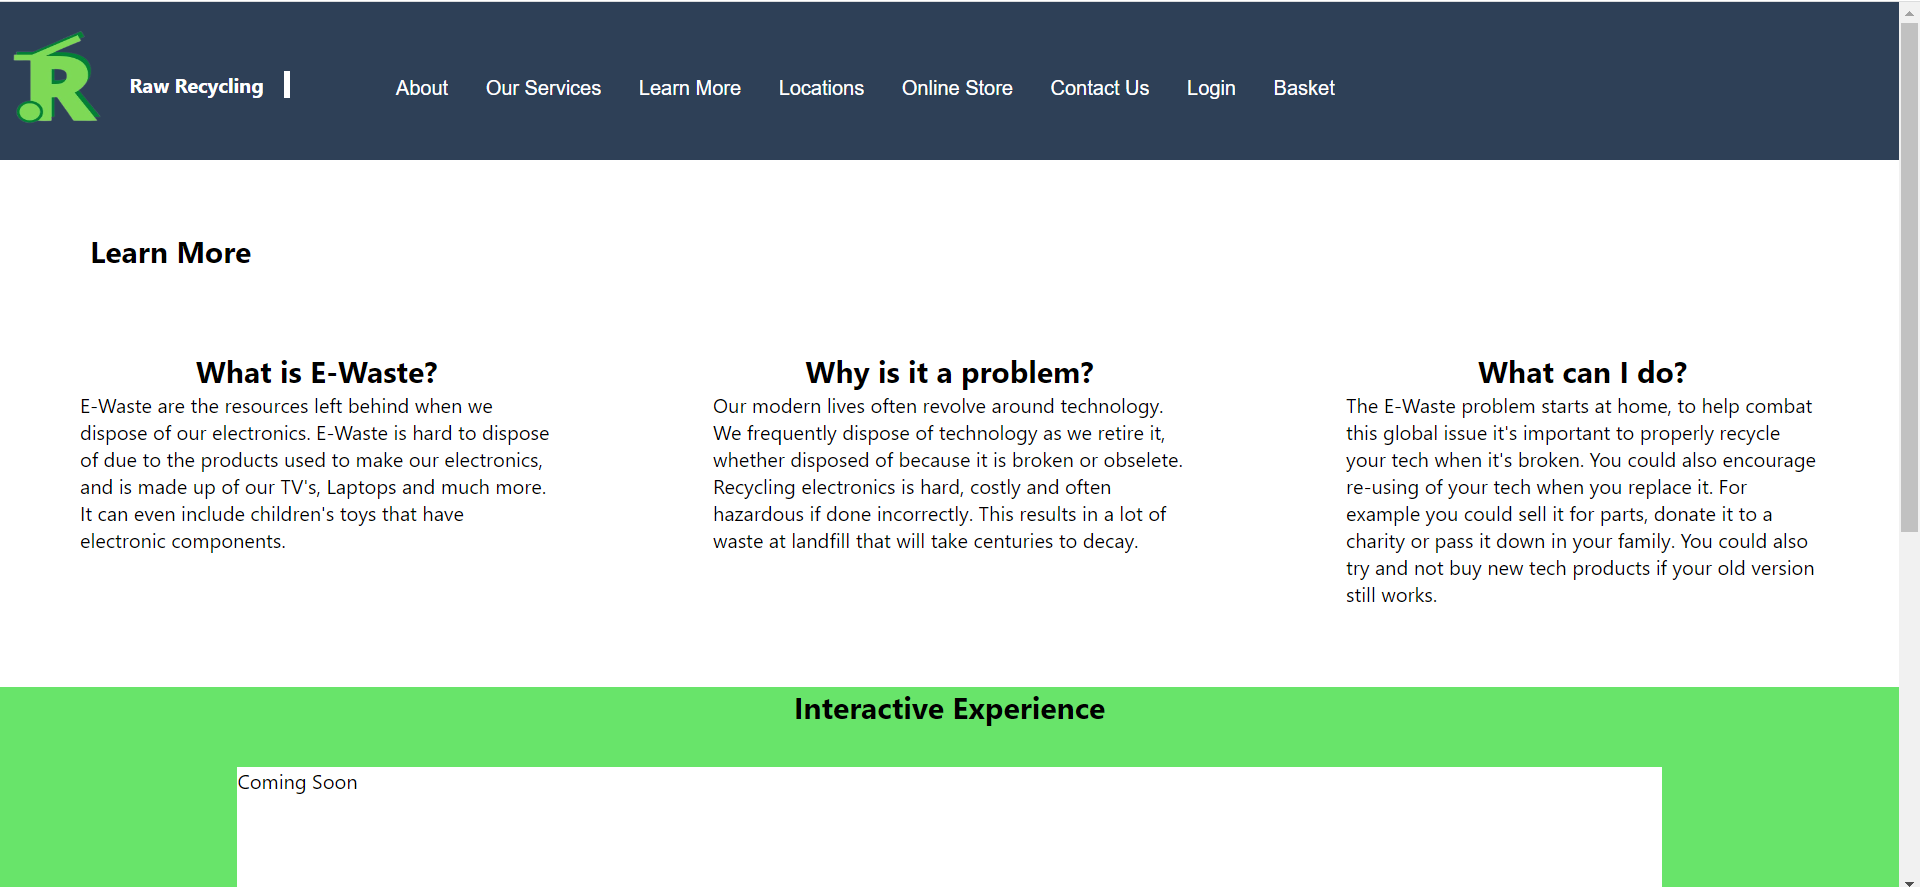 R
Raw Recycling
About Our Services Learn More Locations Online Store Contact Us Login Basket
Learn More
What is E-Waste?
E-Waste are the resources left behind when we
dispose of our electronics. E-Waste is hard to dispose
of due to the products used to make our electronics,
and is made up of our TV's, Laptops and much more.
It can even include children's toys that have
electronic components.
Why is it a problem?
Our modern lives often revolve around technology.
We frequently dispose of technology as we retire it,
whether disposed of because it is broken or obselete.
Recycling electronics is hard, costly and often
hazardous if done incorrectly. This results in a lot of
waste at landfill that will take centuries to decay.
What can I do?
The E-Waste problem starts at home, to help combat
this global issue it's important to properly recycle
your tech when it's broken. You could also encourage
re-using of your tech when you replace it. For
example you could sell it for parts, donate it to a
charity or pass it down in your family. You could also
try and not buy new tech products if your old version
still works.
Interactive Experience
Coming Soon